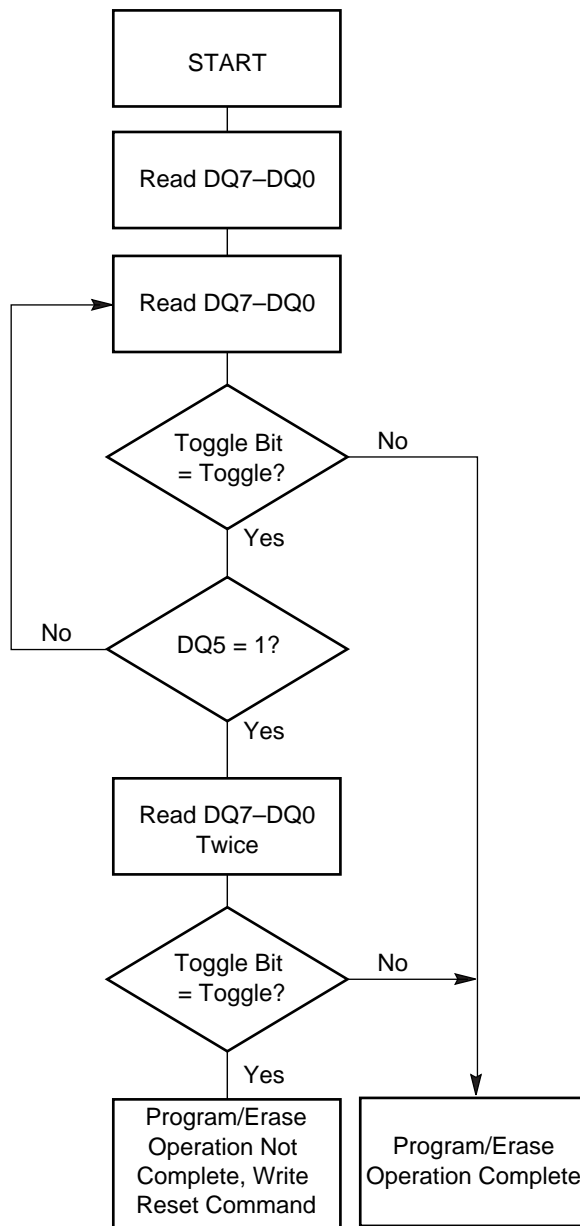 START
Read DQ7–DQ0
Read DQ7–DQ0
Toggle Bit
= Toggle?
No
Yes
No
DQ5 = 1?
Yes
Read DQ7–DQ0
Twice
Toggle Bit
= Toggle?
No
Yes
Program/Erase
Operation Not
Complete, Write
Reset Command
Program/Erase
Operation Complete